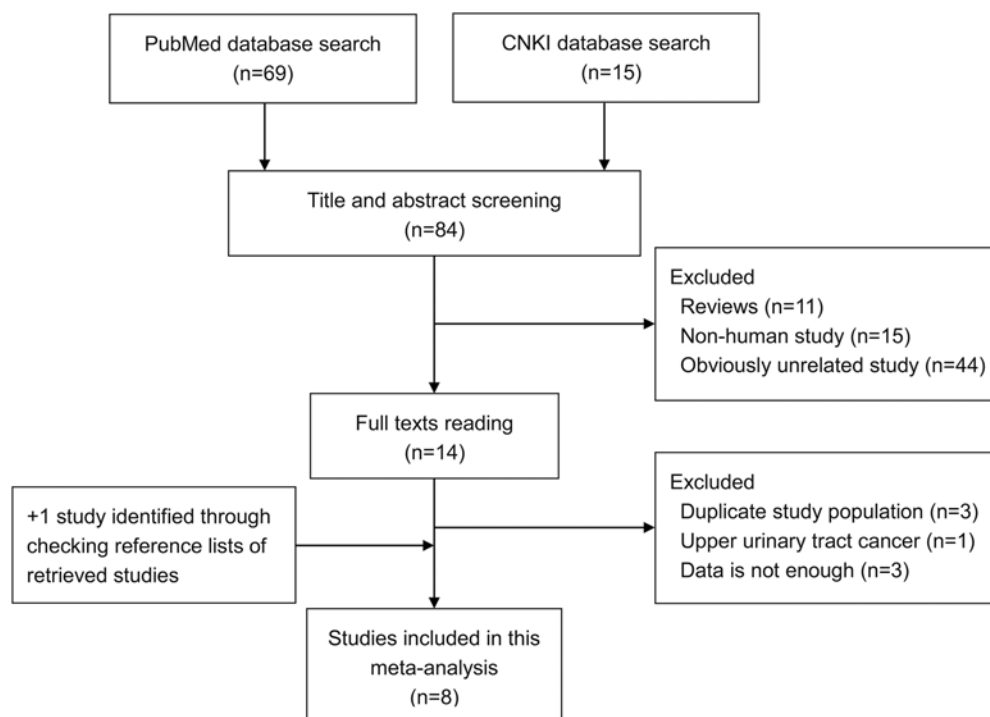 PubMed database search
(n=69)
CNKI database search
(n=15)
Title and abstract screening
(n=84)
Excluded
Reviews (n=11)
Non-human study (n=15)
Obviously unrelated study (n=44)
Full texts reading
(n=14)
+1 study identified through
checking reference lists of
retrieved studies
Excluded
Duplicate study population (n=3)
Upper urinary tract cancer (n=1)
Data is not enough (n=3)
Studies included in this
meta-analysis
(n=8)